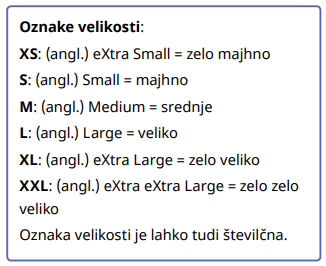 Oznake velikosti:
XS: (angl.) eXtra Small = zelo majhno
S: (angl.) Small = majhno
M: (angl.) Medium = srednje
L: (angl.) Large = veliko
XL: (angl.) eXtra Large = zelo veliko
XXL: (angl.) eXtra eXtra Large = zelo zelo
veliko
Oznaka velikosti je lahko tudi številčna.